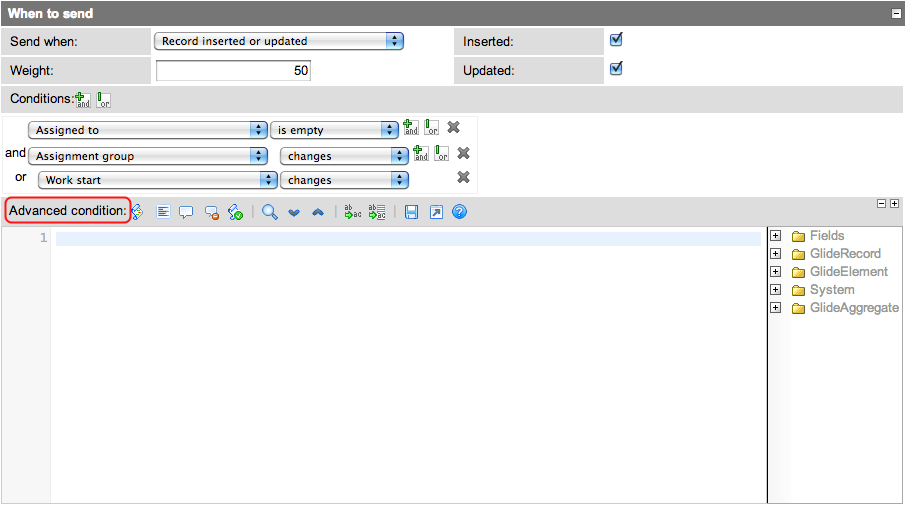 When to send
Send when: Record inserted or updated Inserted:
Weight: 50 Updated:
Conditions: and or
Assigned to is empty and or
and Assignment group changes and or
or Work start changes
Advanced condition: ab ac ab ac
1
Fields
GlideRecord
GlideElement
System
GlideAggregate